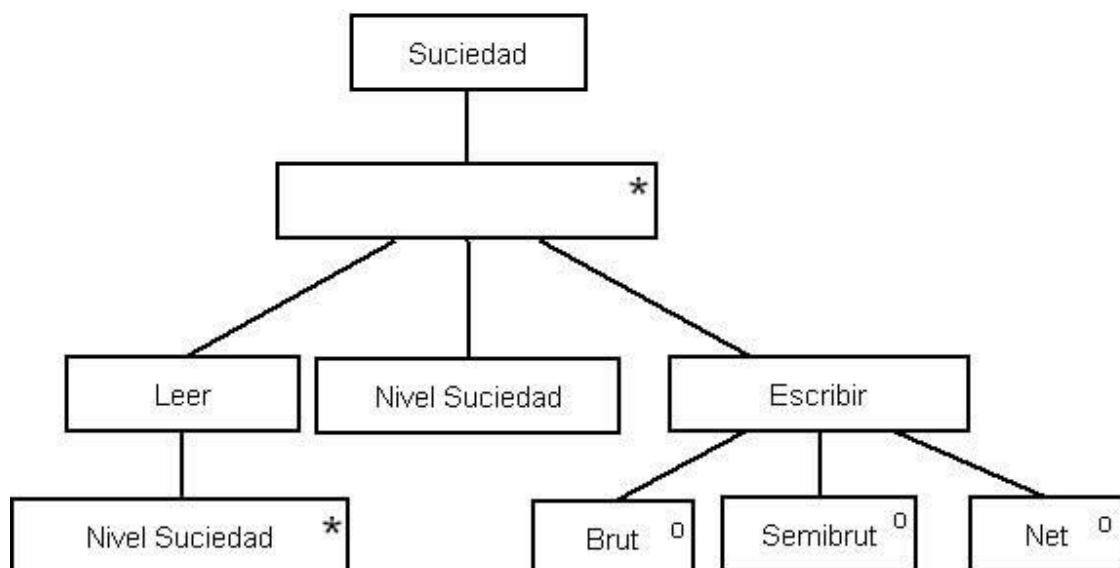 Suciedad
*
Leer
Nivel Suciedad
Escribir
Nivel Suciedad *
Brut o
Semibrut o
Net o